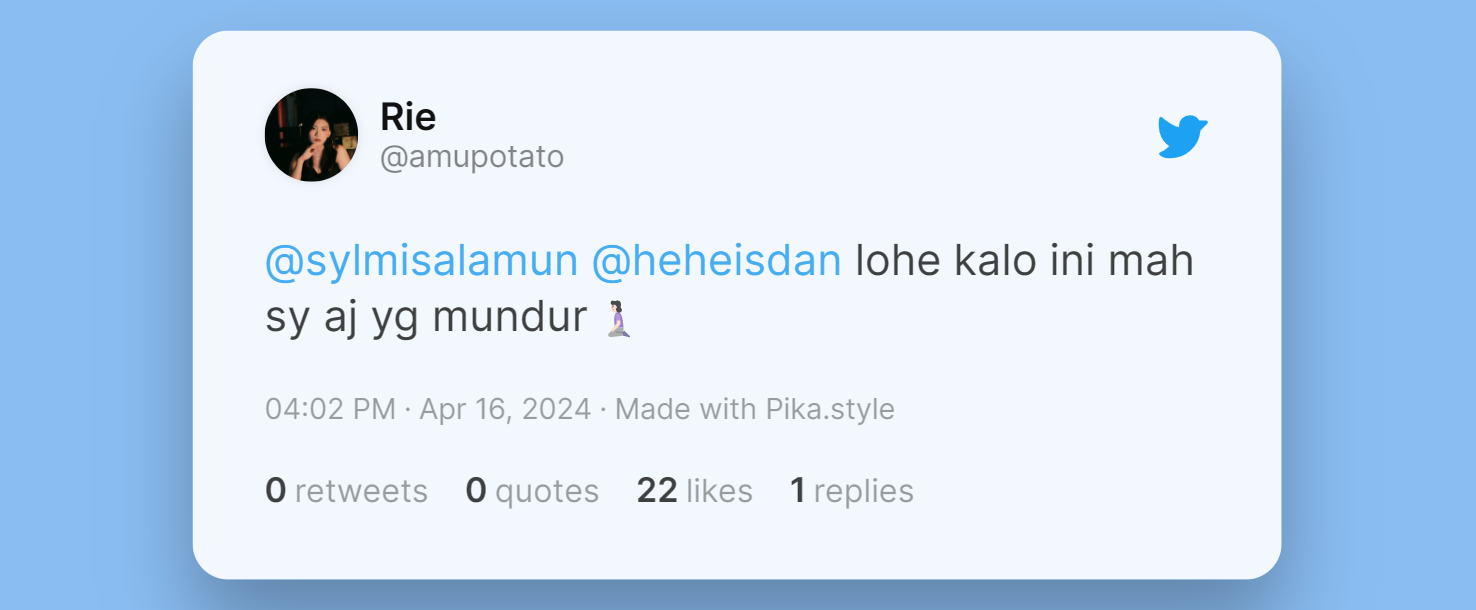 Rie
@amupotato
@sylmisalamun @heheisdan lohe kalo ini mah
sy aj yg mundur 🧎🏻‍♀️
04:02 PM · Apr 16, 2024 · Made with Pika.style
0 retweets 0 quotes 22 likes 1 replies